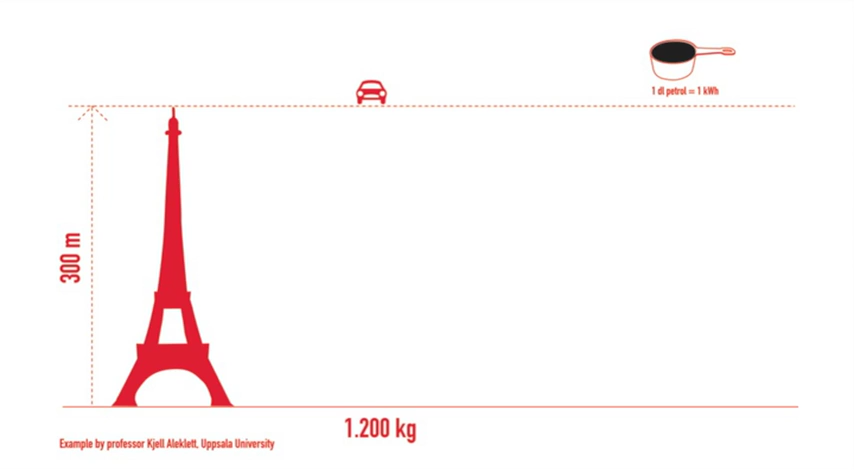 1 dl petrol = 1 kWh
300 m
1.200 kg
Example by professor Kjell Aleklett, Uppsala University